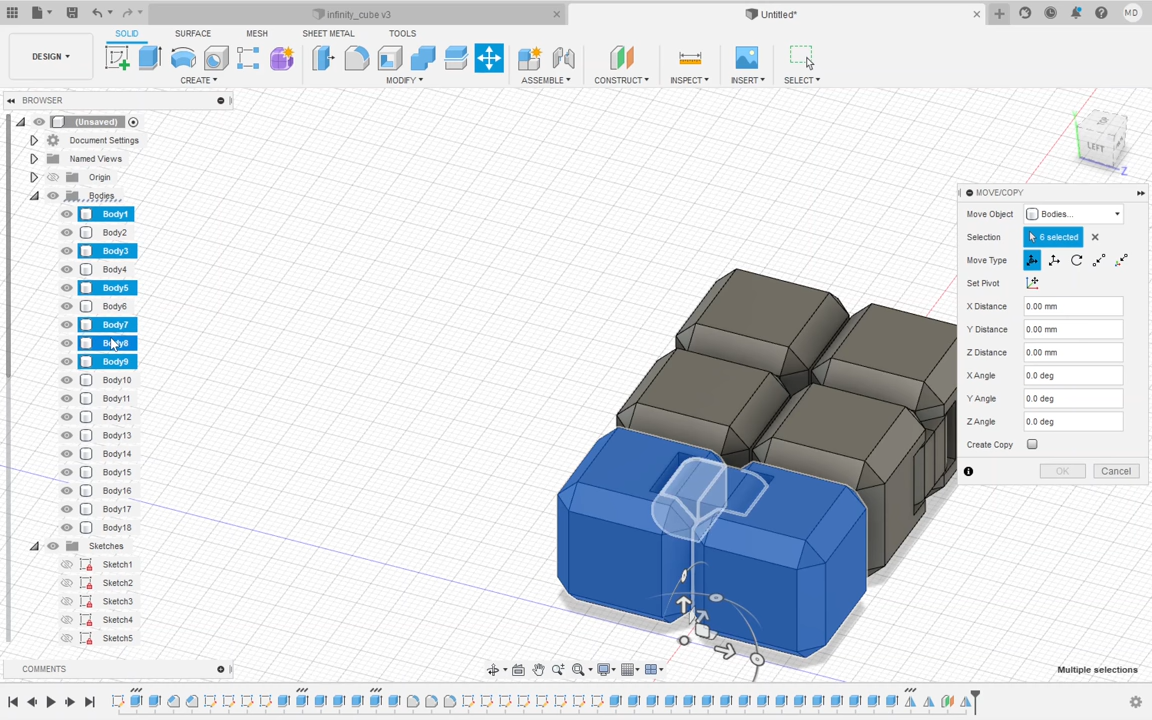 infinity_cube v3
Untitled*
MD
DESIGN
SOLID
SURFACE
MESH
SHEET METAL
TOOLS
CREATE
MODIFY
ASSEMBLE
CONSTRUCT
INSPECT
INSERT
SELECT
BROWSER
(Unsaved)
Document Settings
Named Views
Origin
Bodies
Body1
Body2
Body3
Body4
Body5
Body6
Body7
Body8
Body9
Body10
Body11
Body12
Body13
Body14
Body15
Body16
Body17
Body18
Sketches
Sketch1
Sketch2
Sketch3
Sketch4
Sketch5
LEFT
Z
MOVE/COPY
Move Object Bodies...
Selection 6 selected
Move Type
Set Pivot
X Distance 0.00 mm
Y Distance 0.00 mm
Z Distance 0.00 mm
X Angle 0.0 deg
Y Angle 0.0 deg
Z Angle 0.0 deg
Create Copy
OK Cancel
COMMENTS
Multiple selections